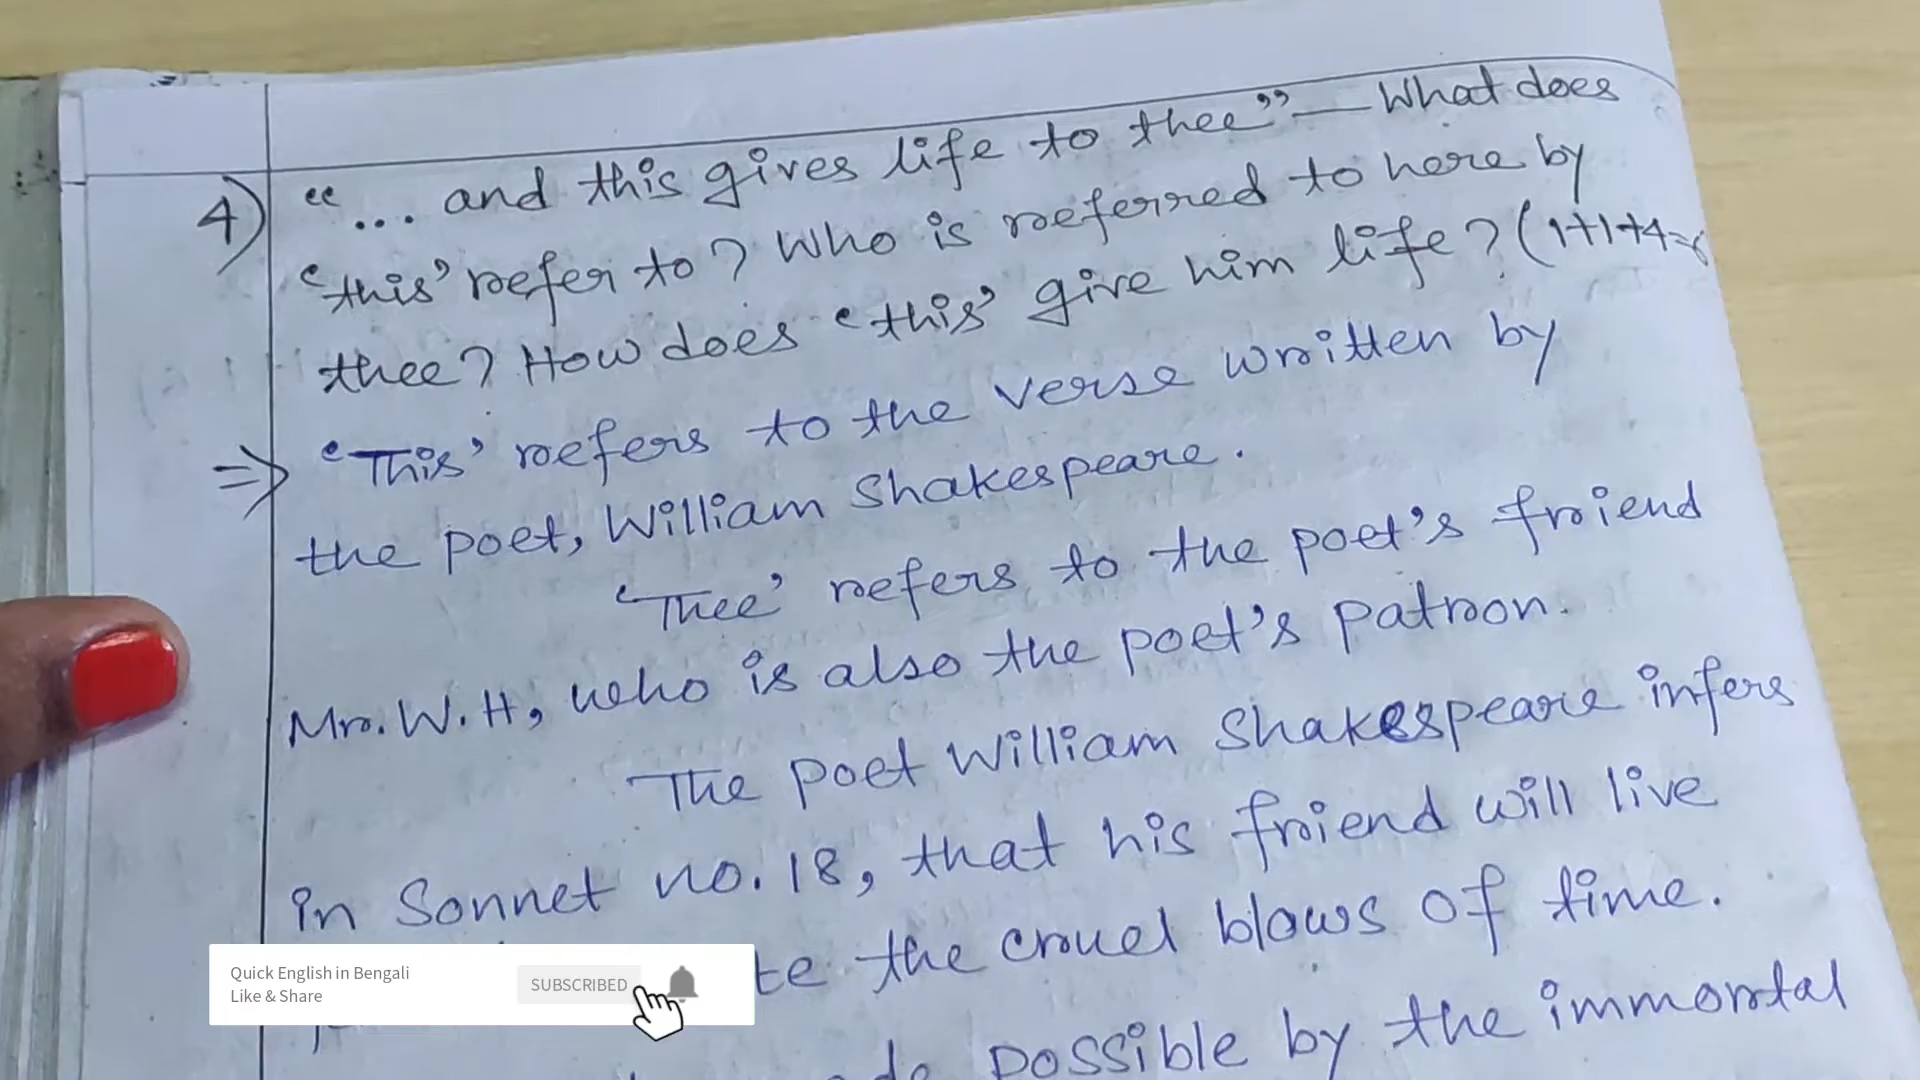 4) "... and this gives life to thee" — What does
'this' refer to? Who is referred to here by
thee? How does 'this' give him life? (1+1+4=6
=> 'This' refers to the verse written by
the poet, William Shakespeare.
'Thee' refers to the poet's friend
Mr. W. H, who is also the poet's patron.
The poet William Shakespeare infers
in Sonnet no. 18, that his friend will live
the cruel blows of time.
possible by the immortal
Quick English in Bengali
Like & Share
SUBSCRIBED